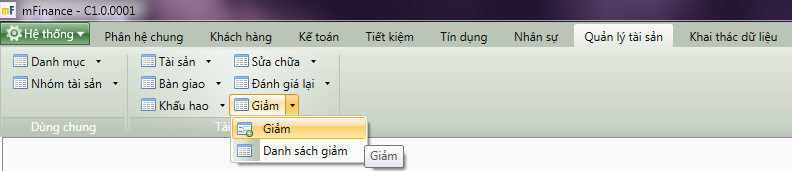 mF mFinance - C1.0.0001
Hệ thống Phân hệ chung Khách hàng Kế toán Tiết kiệm Tín dụng Nhân sự Quản lý tài sản Khai thác dữ liệu
Danh mục Tài sản Sửa chữa
Nhóm tài sản Bàn giao Đánh giá lại
Khấu hao Giảm
Dùng chung Tài
Giảm
Danh sách giảm
Giảm